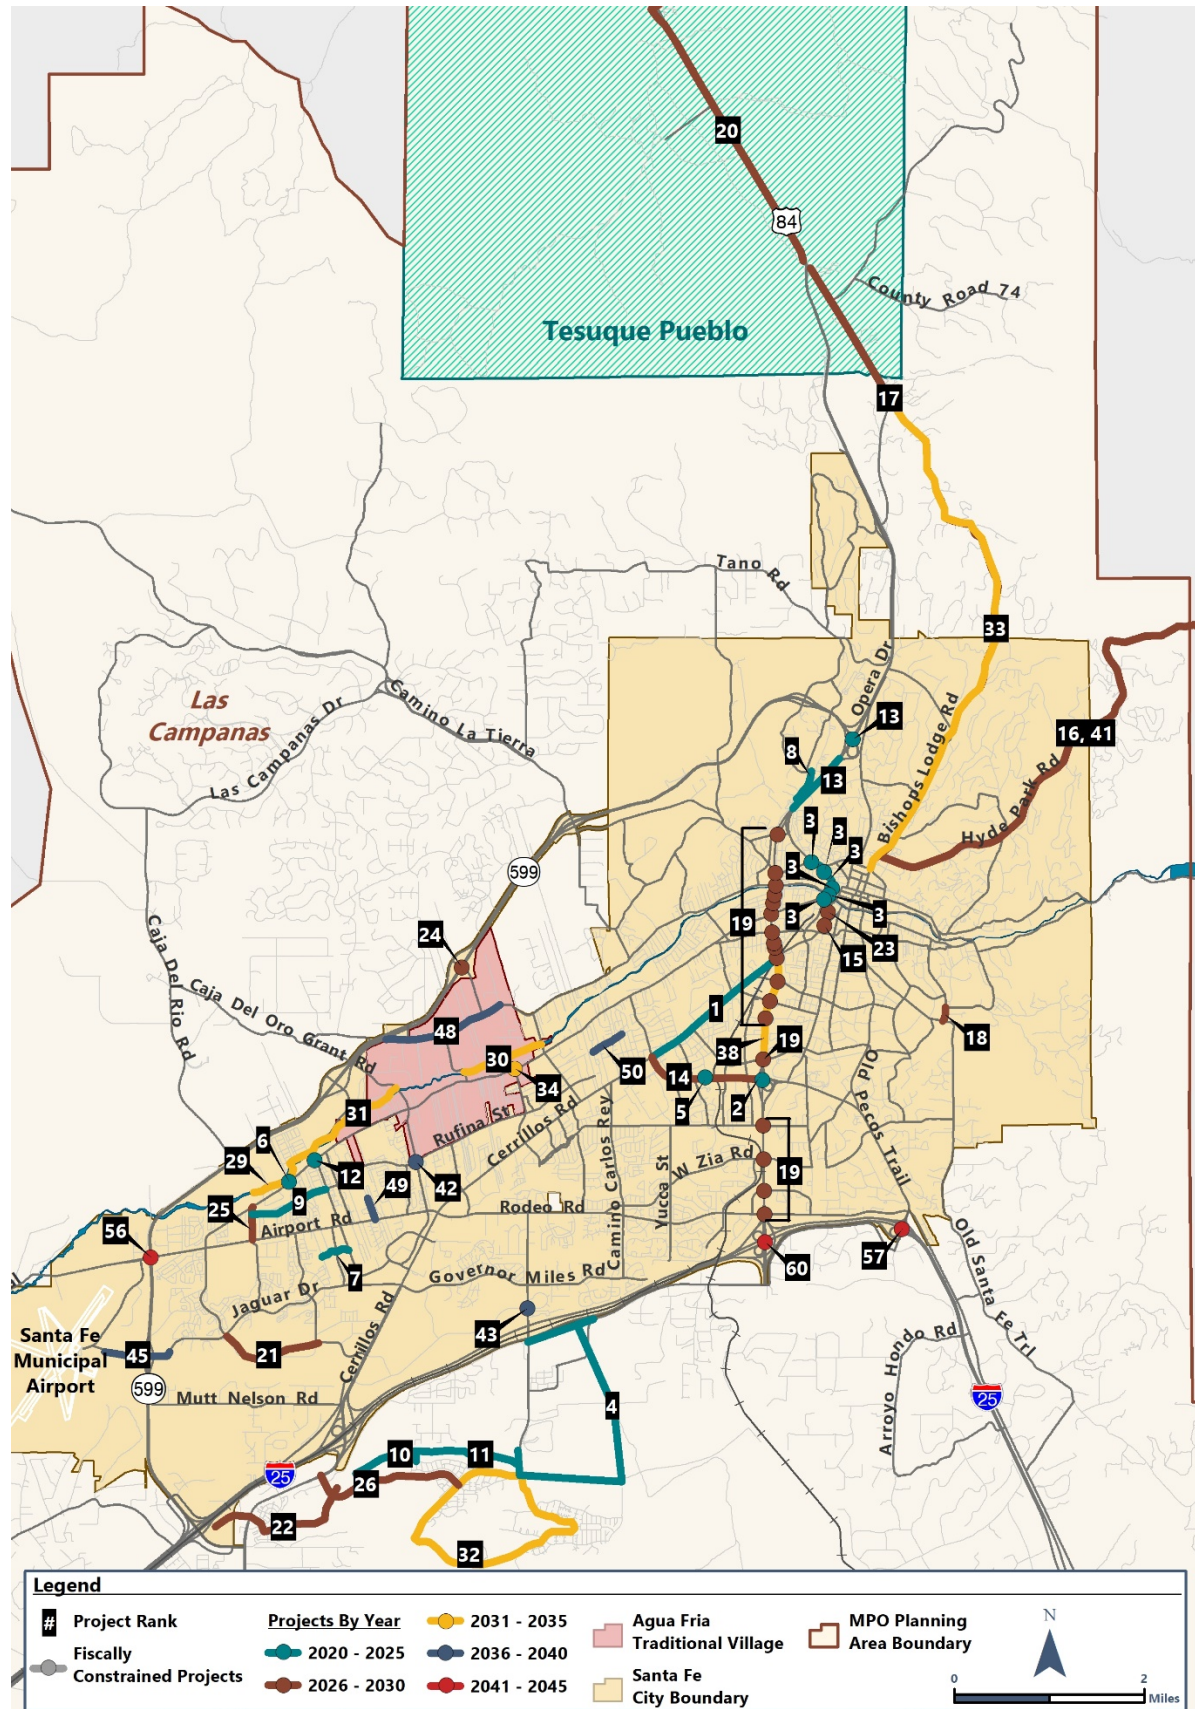 20
84
County Road 74
Tesuque Pueblo
17
Tano Rd
33
Opera Dr
Las
Campanas
Camino La Tierra
Las Campanas Dr
13
16, 41
8
13
Bishops Lodge Rd
Hyde Park Rd
3
3
3
3
599
3
3
19
23
24
15
Caja Del Rio Rd
Caja Del Oro Grant Rd
1
48
18
38
19
30
50
34
14
5
2
Old Pecos Trail
31
Rufina St
Cerrillos Rd
Camino Carlos Rey
Yucca St
W Zia Rd
6
29
12
49
42
19
9
25
Airport Rd
Rodeo Rd
56
7
60
57
Old Santa Fe Trl
Governor Miles Rd
Jaguar Dr
Cerrillos Rd
43
Santa Fe
Municipal
Airport
45
21
Arroyo Hondo Rd
599
Mutt Nelson Rd
25
4
10
11
25
26
22
32
Legend
# Project Rank
Fiscally
Constrained Projects
Projects By Year
2020 - 2025
2026 - 2030
2031 - 2035
2036 - 2040
2041 - 2045
Agua Fria
Traditional Village
Santa Fe
City Boundary
MPO Planning
Area Boundary
N
0 2
Miles